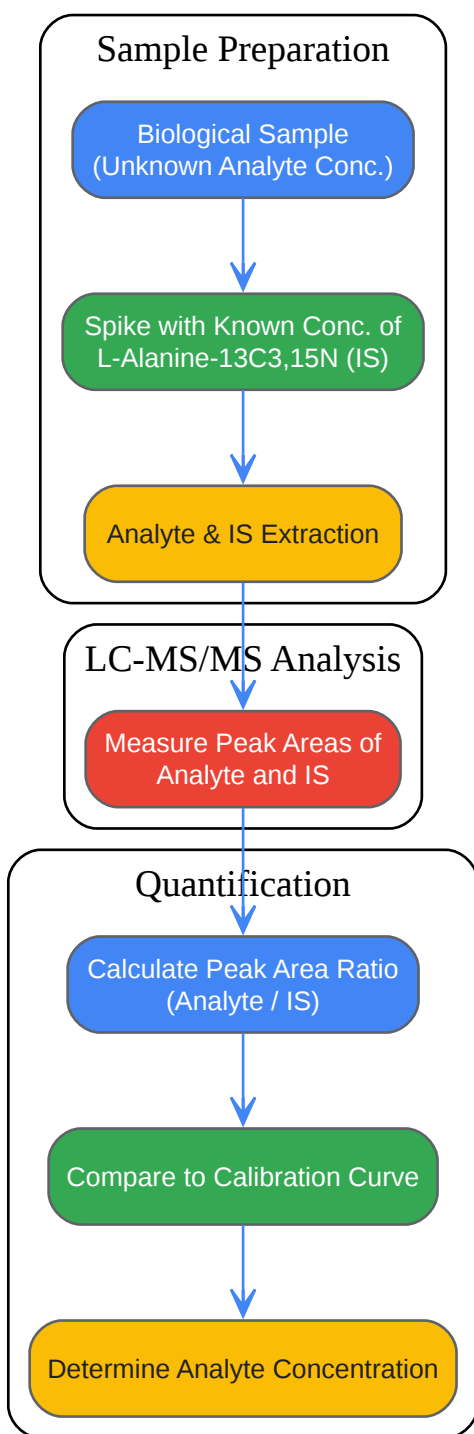 Sample Preparation
Biological Sample
(Unknown Analyte Conc.)
Spike with Known Conc. of
L-Alanine-13C3,15N (IS)
Analyte & IS Extraction
LC-MS/MS Analysis
Measure Peak Areas of
Analyte and IS
Quantification
Calculate Peak Area Ratio
(Analyte / IS)
Compare to Calibration Curve
Determine Analyte Concentration